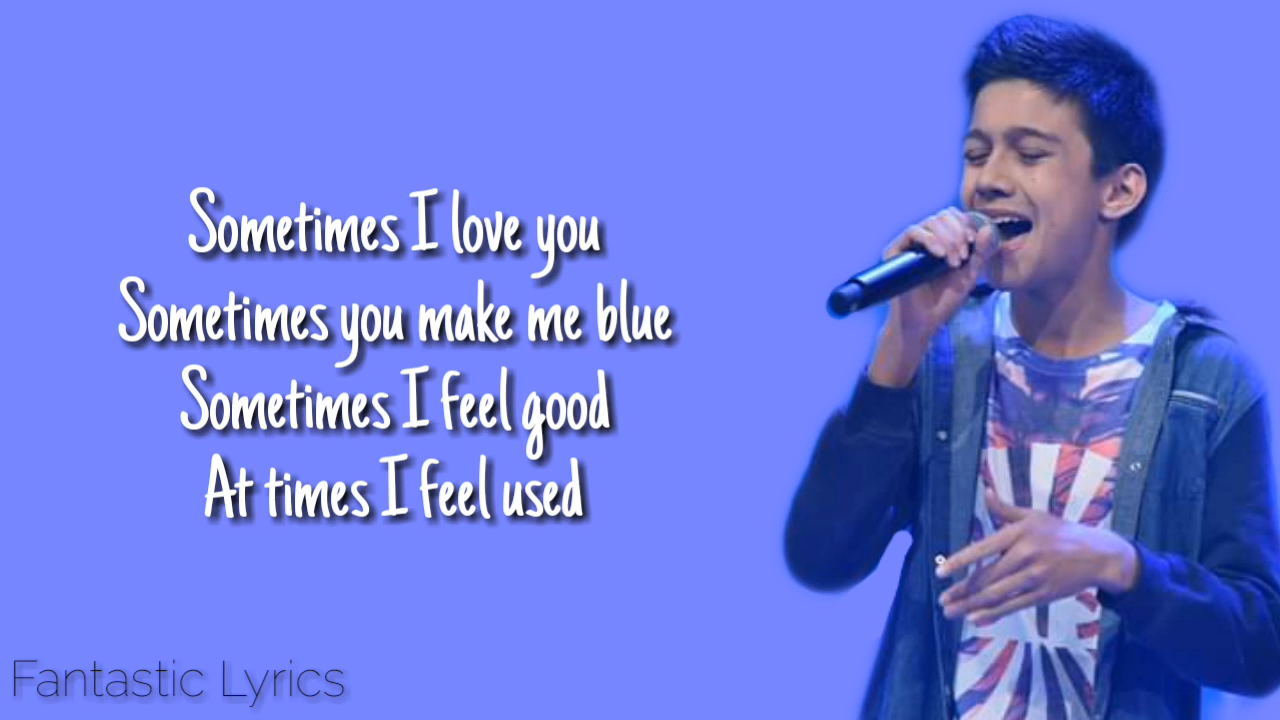 Sometimes I love you
Sometimes you make me blue
Sometimes I feel good
At times I feel used
Fantastic Lyrics